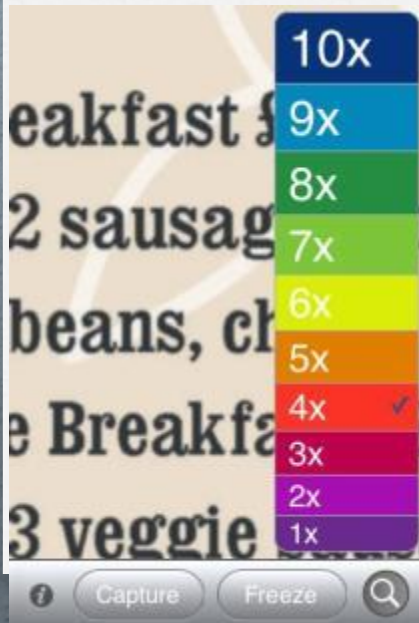 10x
eakfast £
9x
8x
2 sausag
7x
6x
beans, ch
5x
4x
e Breakfa
3x
2x
3 veggie
1x
Capture
Freeze